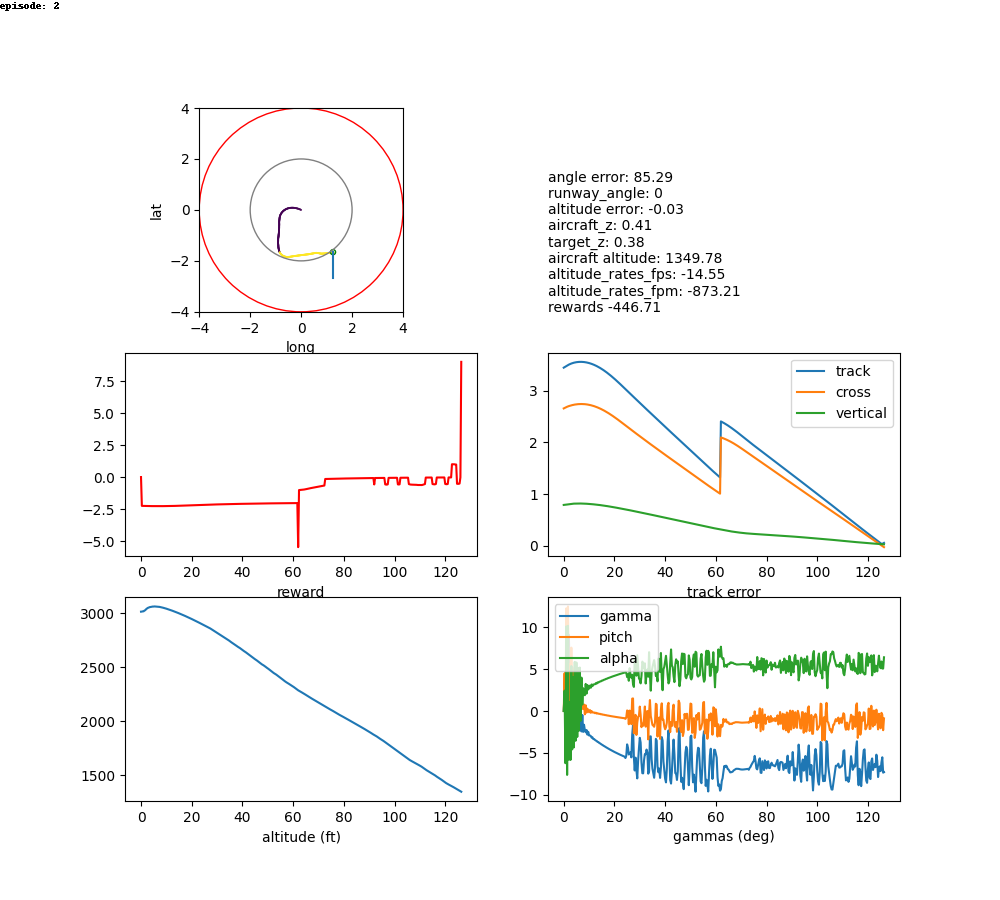 episode: 2
4
2
0
−2
−4
lat
−4 −2 0 2 4
long
angle error: 85.29
runway_angle: 0
altitude error: -0.03
aircraft_z: 0.41
target_z: 0.38
aircraft altitude: 1349.78
altitude_rates_fps: -14.55
altitude_rates_fpm: -873.21
rewards -446.71
7.5
5.0
2.5
0.0
−2.5
−5.0
0 20 40 60 80 100 120
reward
3
2
1
0
track
cross
vertical
0 20 40 60 80 100 120
track error
3000
2500
2000
1500
0 20 40 60 80 100 120
altitude (ft)
10
5
0
−5
−10
gamma
pitch
alpha
0 20 40 60 80 100 120
gammas (deg)